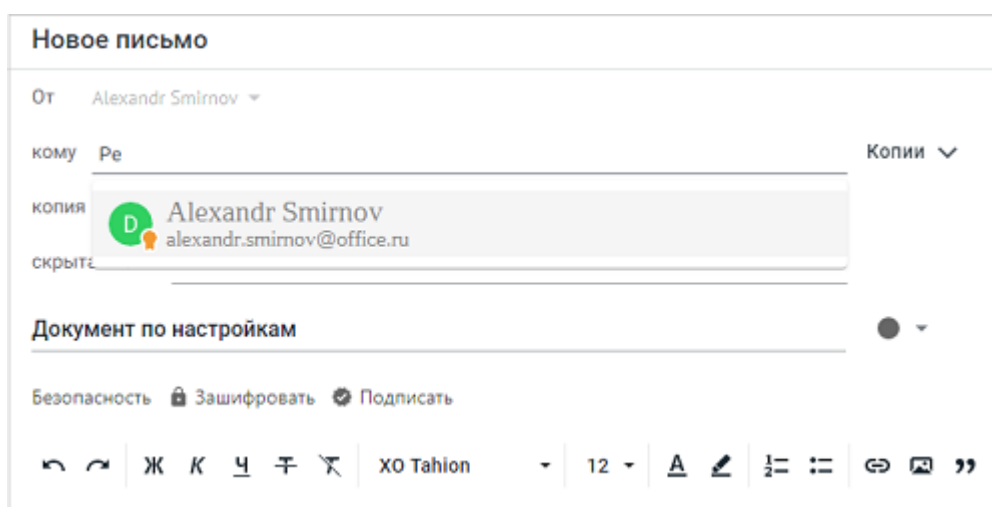 Новое письмо
От Alexandr Smirnov
кому Ре Копии
копия
D Alexandr Smirnov
alexandr.smirnov@office.ru
скрыта
Документ по настройкам
Безопасность Зашифровать Подписать
Ж К Ч Т Т XO Tahion 12 A